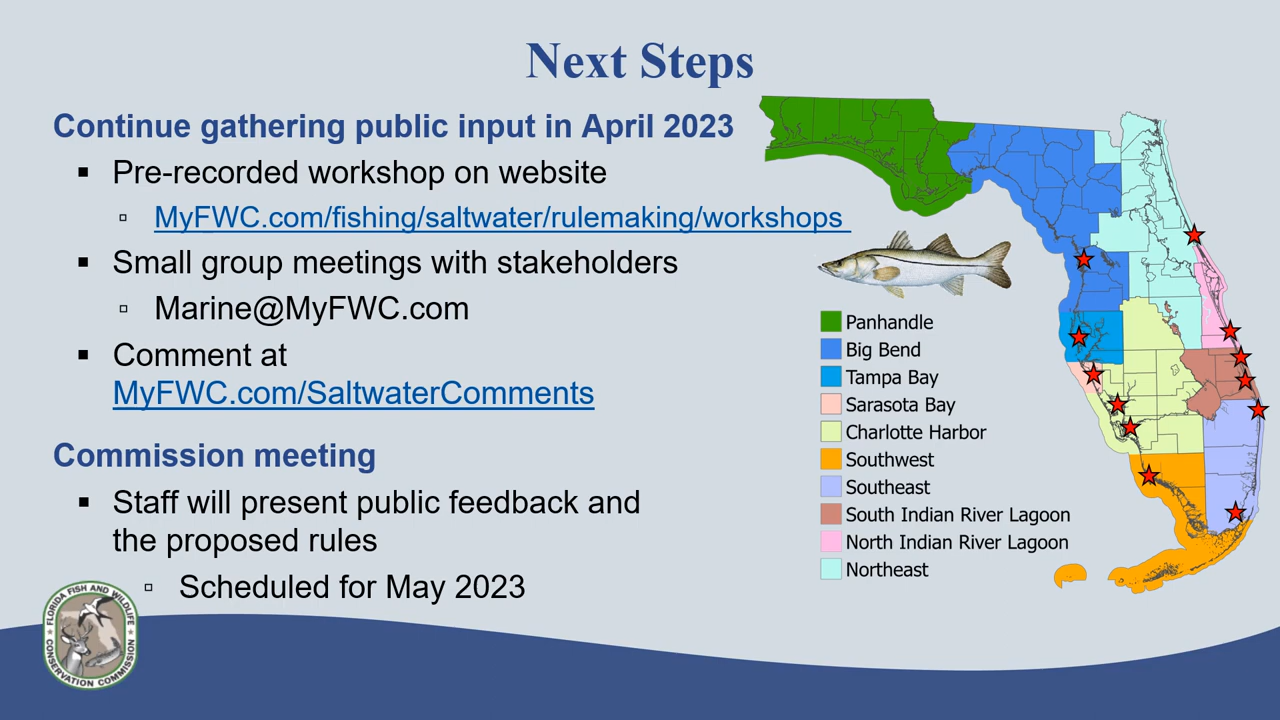 Next Steps
Continue gathering public input in April 2023
▪ Pre-recorded workshop on website
▫ MyFWC.com/fishing/saltwater/rulemaking/workshops
▪ Small group meetings with stakeholders
▫ Marine@MyFWC.com
▪ Comment at
MyFWC.com/SaltwaterComments
Commission meeting
▪ Staff will present public feedback and
the proposed rules
▫ Scheduled for May 2023
Panhandle
Big Bend
Tampa Bay
Sarasota Bay
Charlotte Harbor
Southwest
Southeast
South Indian River Lagoon
North Indian River Lagoon
Northeast
FLORIDA FISH AND WILDLIFE
CONSERVATION COMMISSION